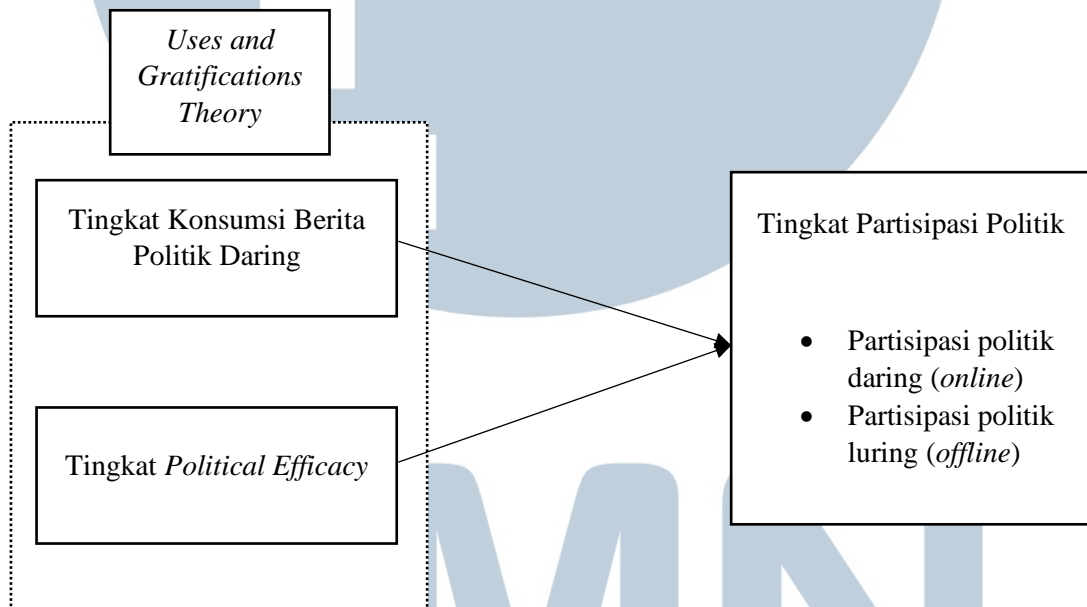 Uses and
Gratifications
Theory
Tingkat Konsumsi Berita
Politik Daring
Tingkat Political Efficacy
Tingkat Partisipasi Politik
• Partisipasi politik
daring (online)
• Partisipasi politik
luring (offline)